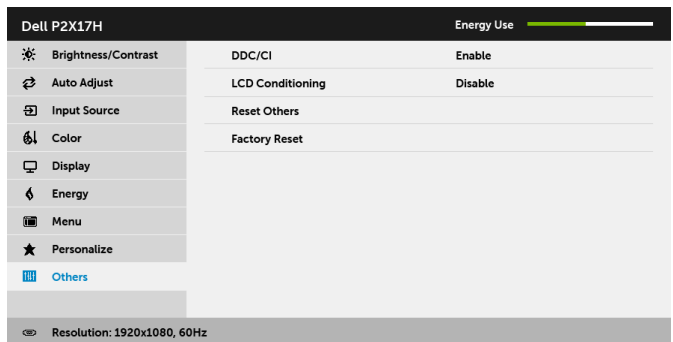 Dell P2X17H Energy Use
Brightness/Contrast DDC/CI Enable
Auto Adjust LCD Conditioning Disable
Input Source Reset Others
Color Factory Reset
Display
Energy
Menu
Personalize
Others
Resolution: 1920x1080, 60Hz